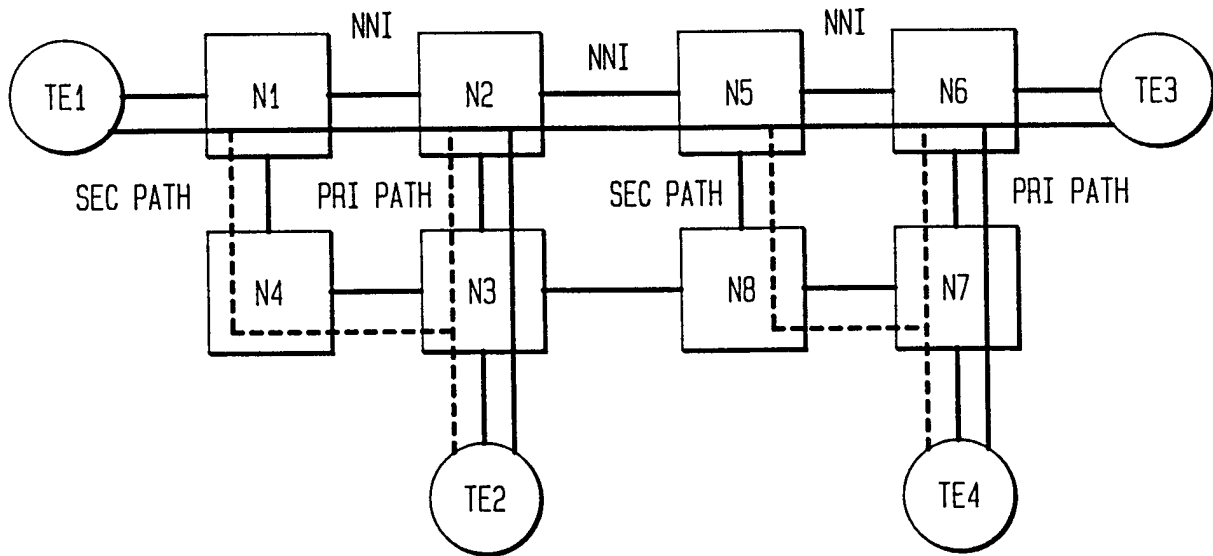 NNI
NNI
NNI
TE1
N1
N2
N5
N6
TE3
SEC PATH
PRI PATH
SEC PATH
PRI PATH
N4
N3
N8
N7
TE2
TE4